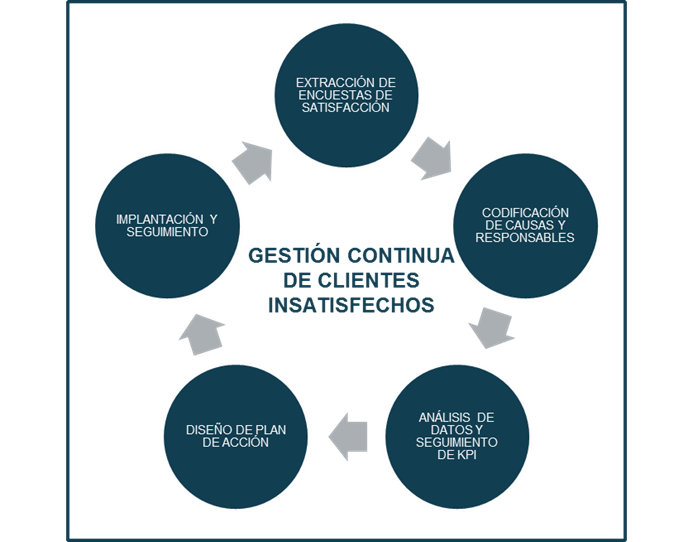 EXTRACCIÓN DE
ENCUESTAS DE
SATISFACCIÓN
CODIFICACIÓN
DE CAUSAS Y
RESPONSABLES
ANÁLISIS DE
DATOS Y
SEGUIMIENTO
DE KPI
DISEÑO DE PLAN
DE ACCIÓN
IMPLANTACIÓN Y
SEGUIMIENTO
GESTIÓN CONTINUA
DE CLIENTES
INSATISFECHOS